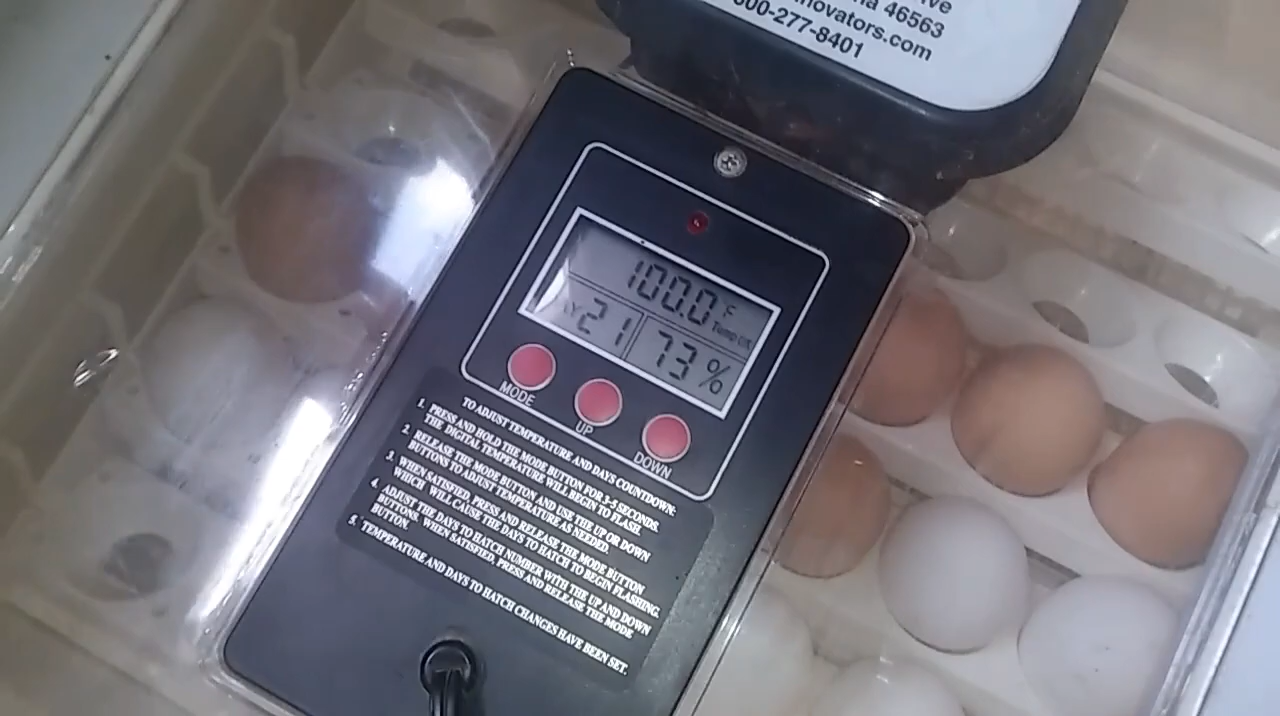 46563
800-277-8401
novators.com
100.0 F
Temp
21 73 %
MODE
UP
DOWN
TO ADJUST TEMPERATURE AND DAYS COUNTDOWN:
1. PRESS AND HOLD THE MODE BUTTON FOR 3-5 SECONDS.
THE DIGITAL TEMPERATURE WILL BEGIN TO FLASH.
2. RELEASE THE MODE BUTTON AND USE THE UP OR DOWN
BUTTONS TO ADJUST TEMPERATURE AS NEEDED.
3. WHEN SATISFIED, PRESS AND RELEASE THE MODE BUTTON
WHICH WILL CAUSE THE DAYS TO HATCH TO BEGIN FLASHING.
4. ADJUST THE DAYS TO HATCH NUMBER WITH THE UP AND DOWN
BUTTONS. WHEN SATISFIED, PRESS AND RELEASE THE MODE
BUTTON.
5. TEMPERATURE AND DAYS TO HATCH CHANGES HAVE BEEN SET.